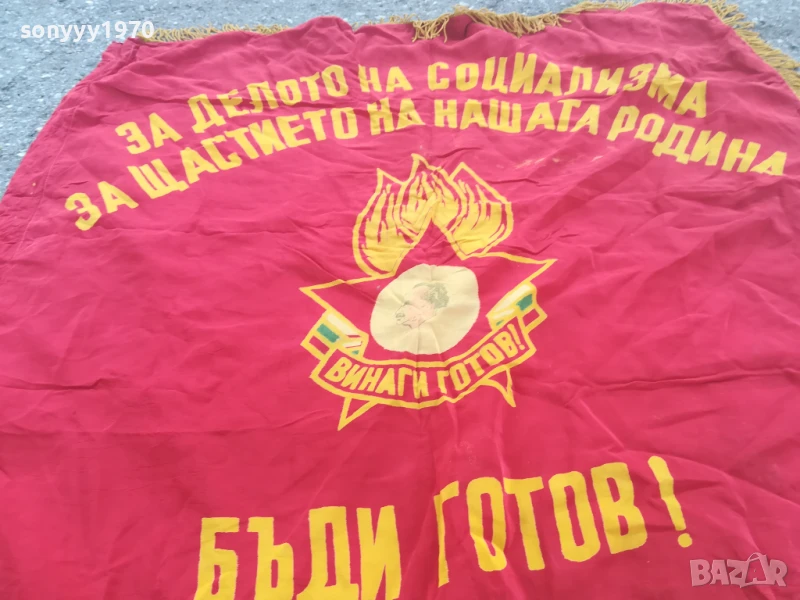 sonyyy1970
ЗА ДЕЛОТО НА СОЦИАЛИЗМА
ЗА ЩАСТИЕТО НА НАШАТА РОДИНА
ВИНАГИ ГОТОВ!
БЪДИ ГОТОВ!
BAZAR